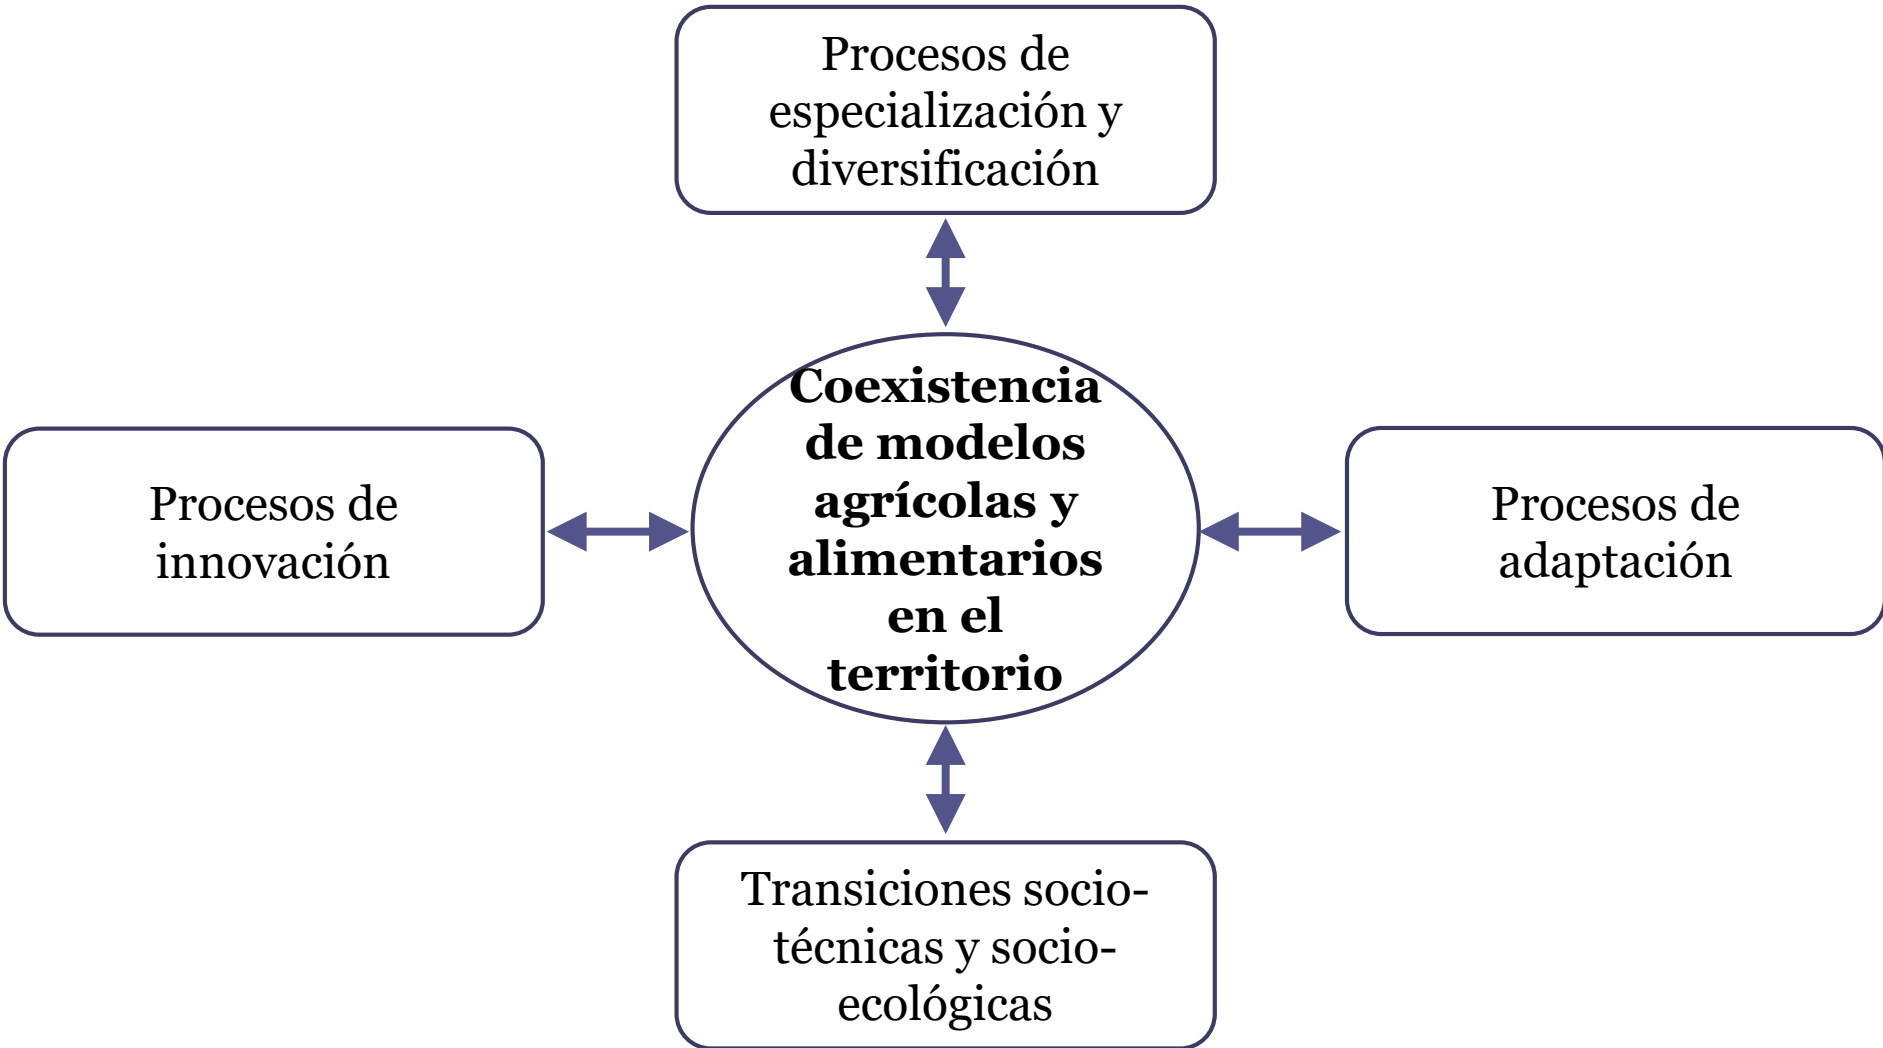 Procesos de
especialización y
diversificación
Coexistencia
de modelos
agrícolas y
alimentarios
en el
territorio
Procesos de
innovación
Procesos de
adaptación
Transiciones socio-
técnicas y socio-
ecológicas